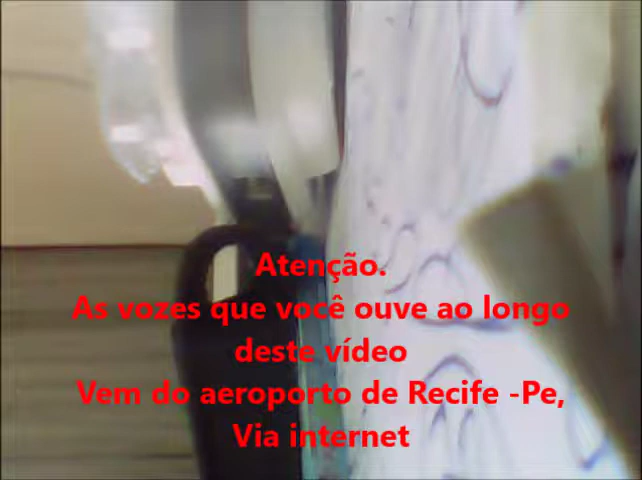 Atenção.
As vozes que você ouve ao longo
deste vídeo
Vem do aeroporto de Recife -Pe,
Via internet